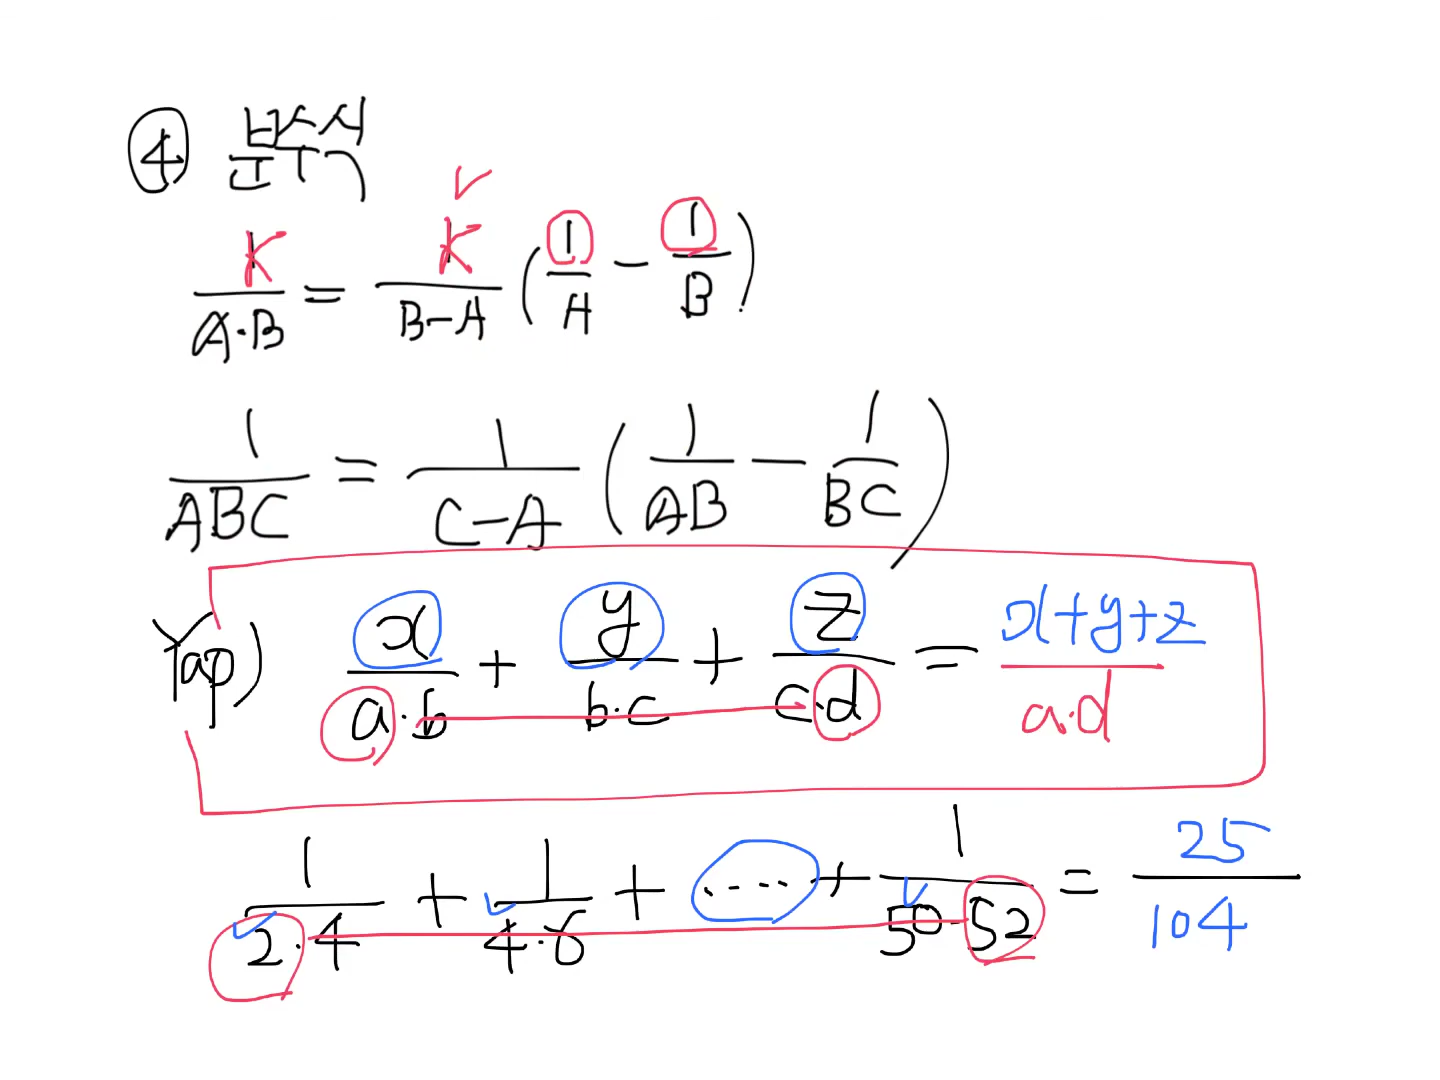 ④ 분수식
K/(A·B) = K/(B-A) (1/A - 1/B)
1/(ABC) = 1/(C-A) (1/(AB) - 1/(BC))
Yap) x/(a·b) + y/(b·c) + z/(c·d) = (x+y+z)/(a·d)
1/(2·4) + 1/(4·6) + ····· + 1/(50·52) = 25/104